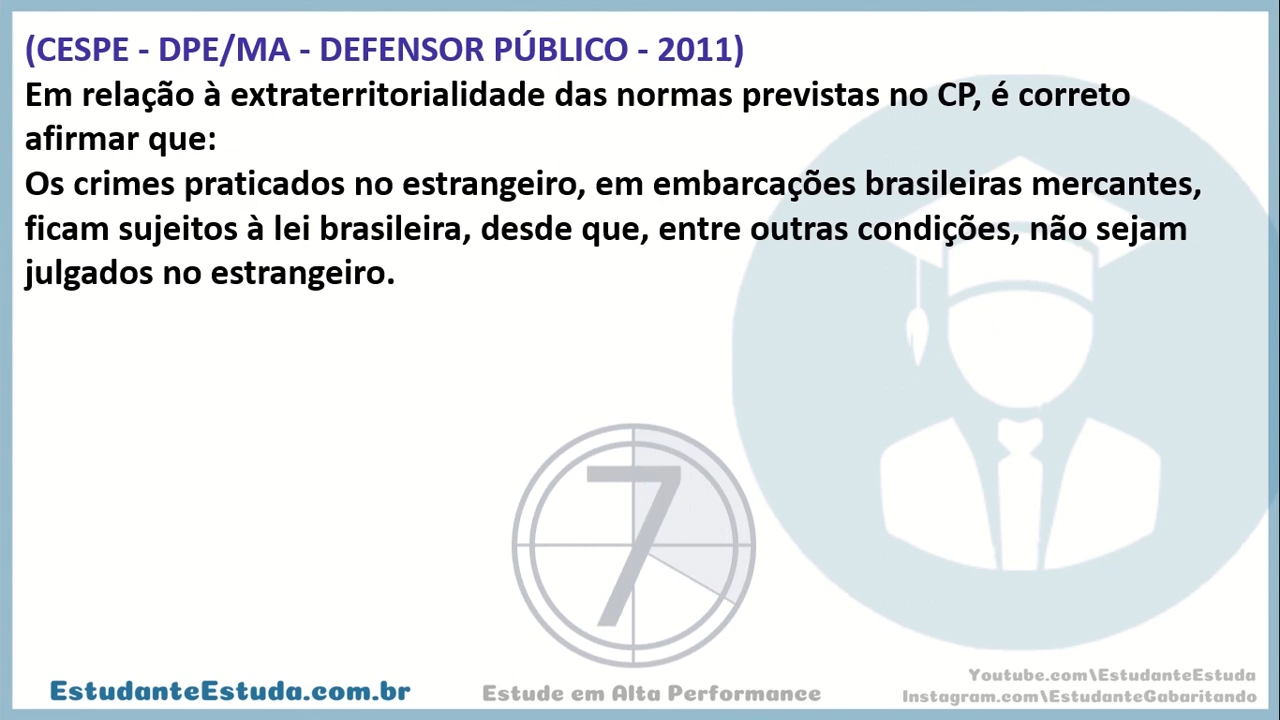 (CESPE - DPE/MA - DEFENSOR PÚBLICO - 2011)
Em relação à extraterritorialidade das normas previstas no CP, é correto
afirmar que:
Os crimes praticados no estrangeiro, em embarcações brasileiras mercantes,
ficam sujeitos à lei brasileira, desde que, entre outras condições, não sejam
julgados no estrangeiro.
7
EstudanteEstuda.com.br
Estude em Alta Performance
Youtube.com\EstudanteEstuda
Instagram.com\EstudanteGabaritando